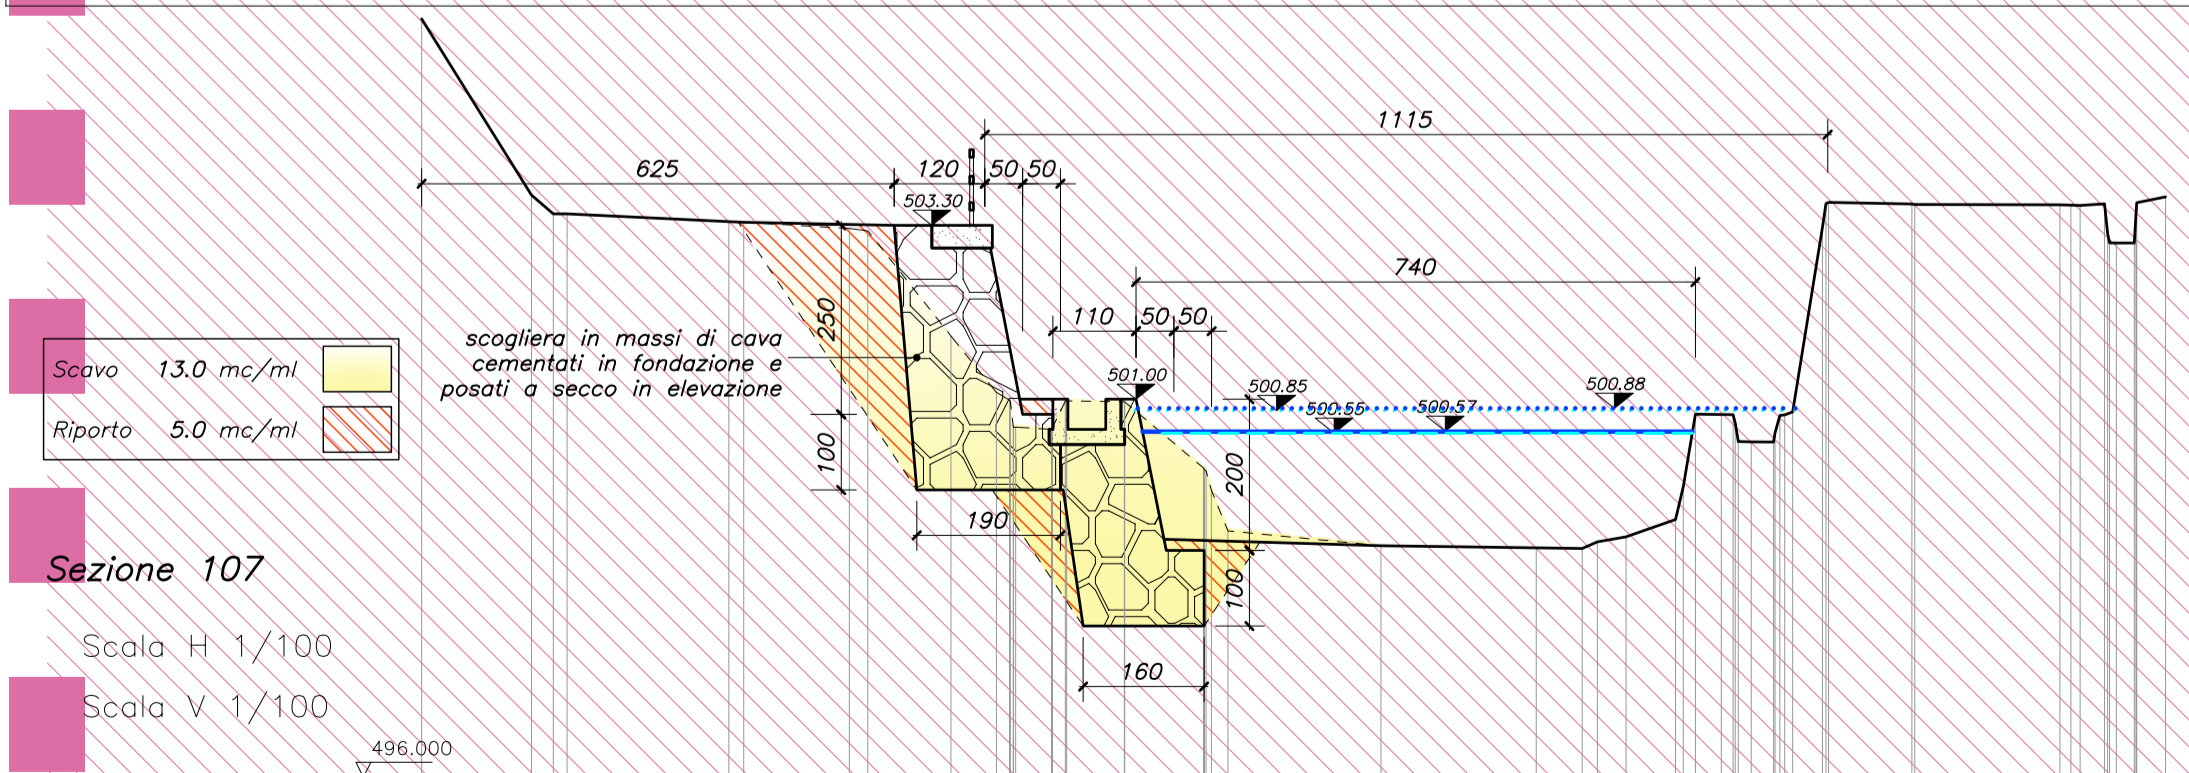 1115
625
120
50
50
503.30
740
250
110
50
50
scogliera in massi di cava
cementati in fondazione e
posati a secco in elevazione
501.00
500.85
500.88
500.55
500.57
Scavo 13.0 mc/ml
Riporto 5.0 mc/ml
100
200
190
100
Sezione 107
160
Scala H 1/100
Scala V 1/100
496.000